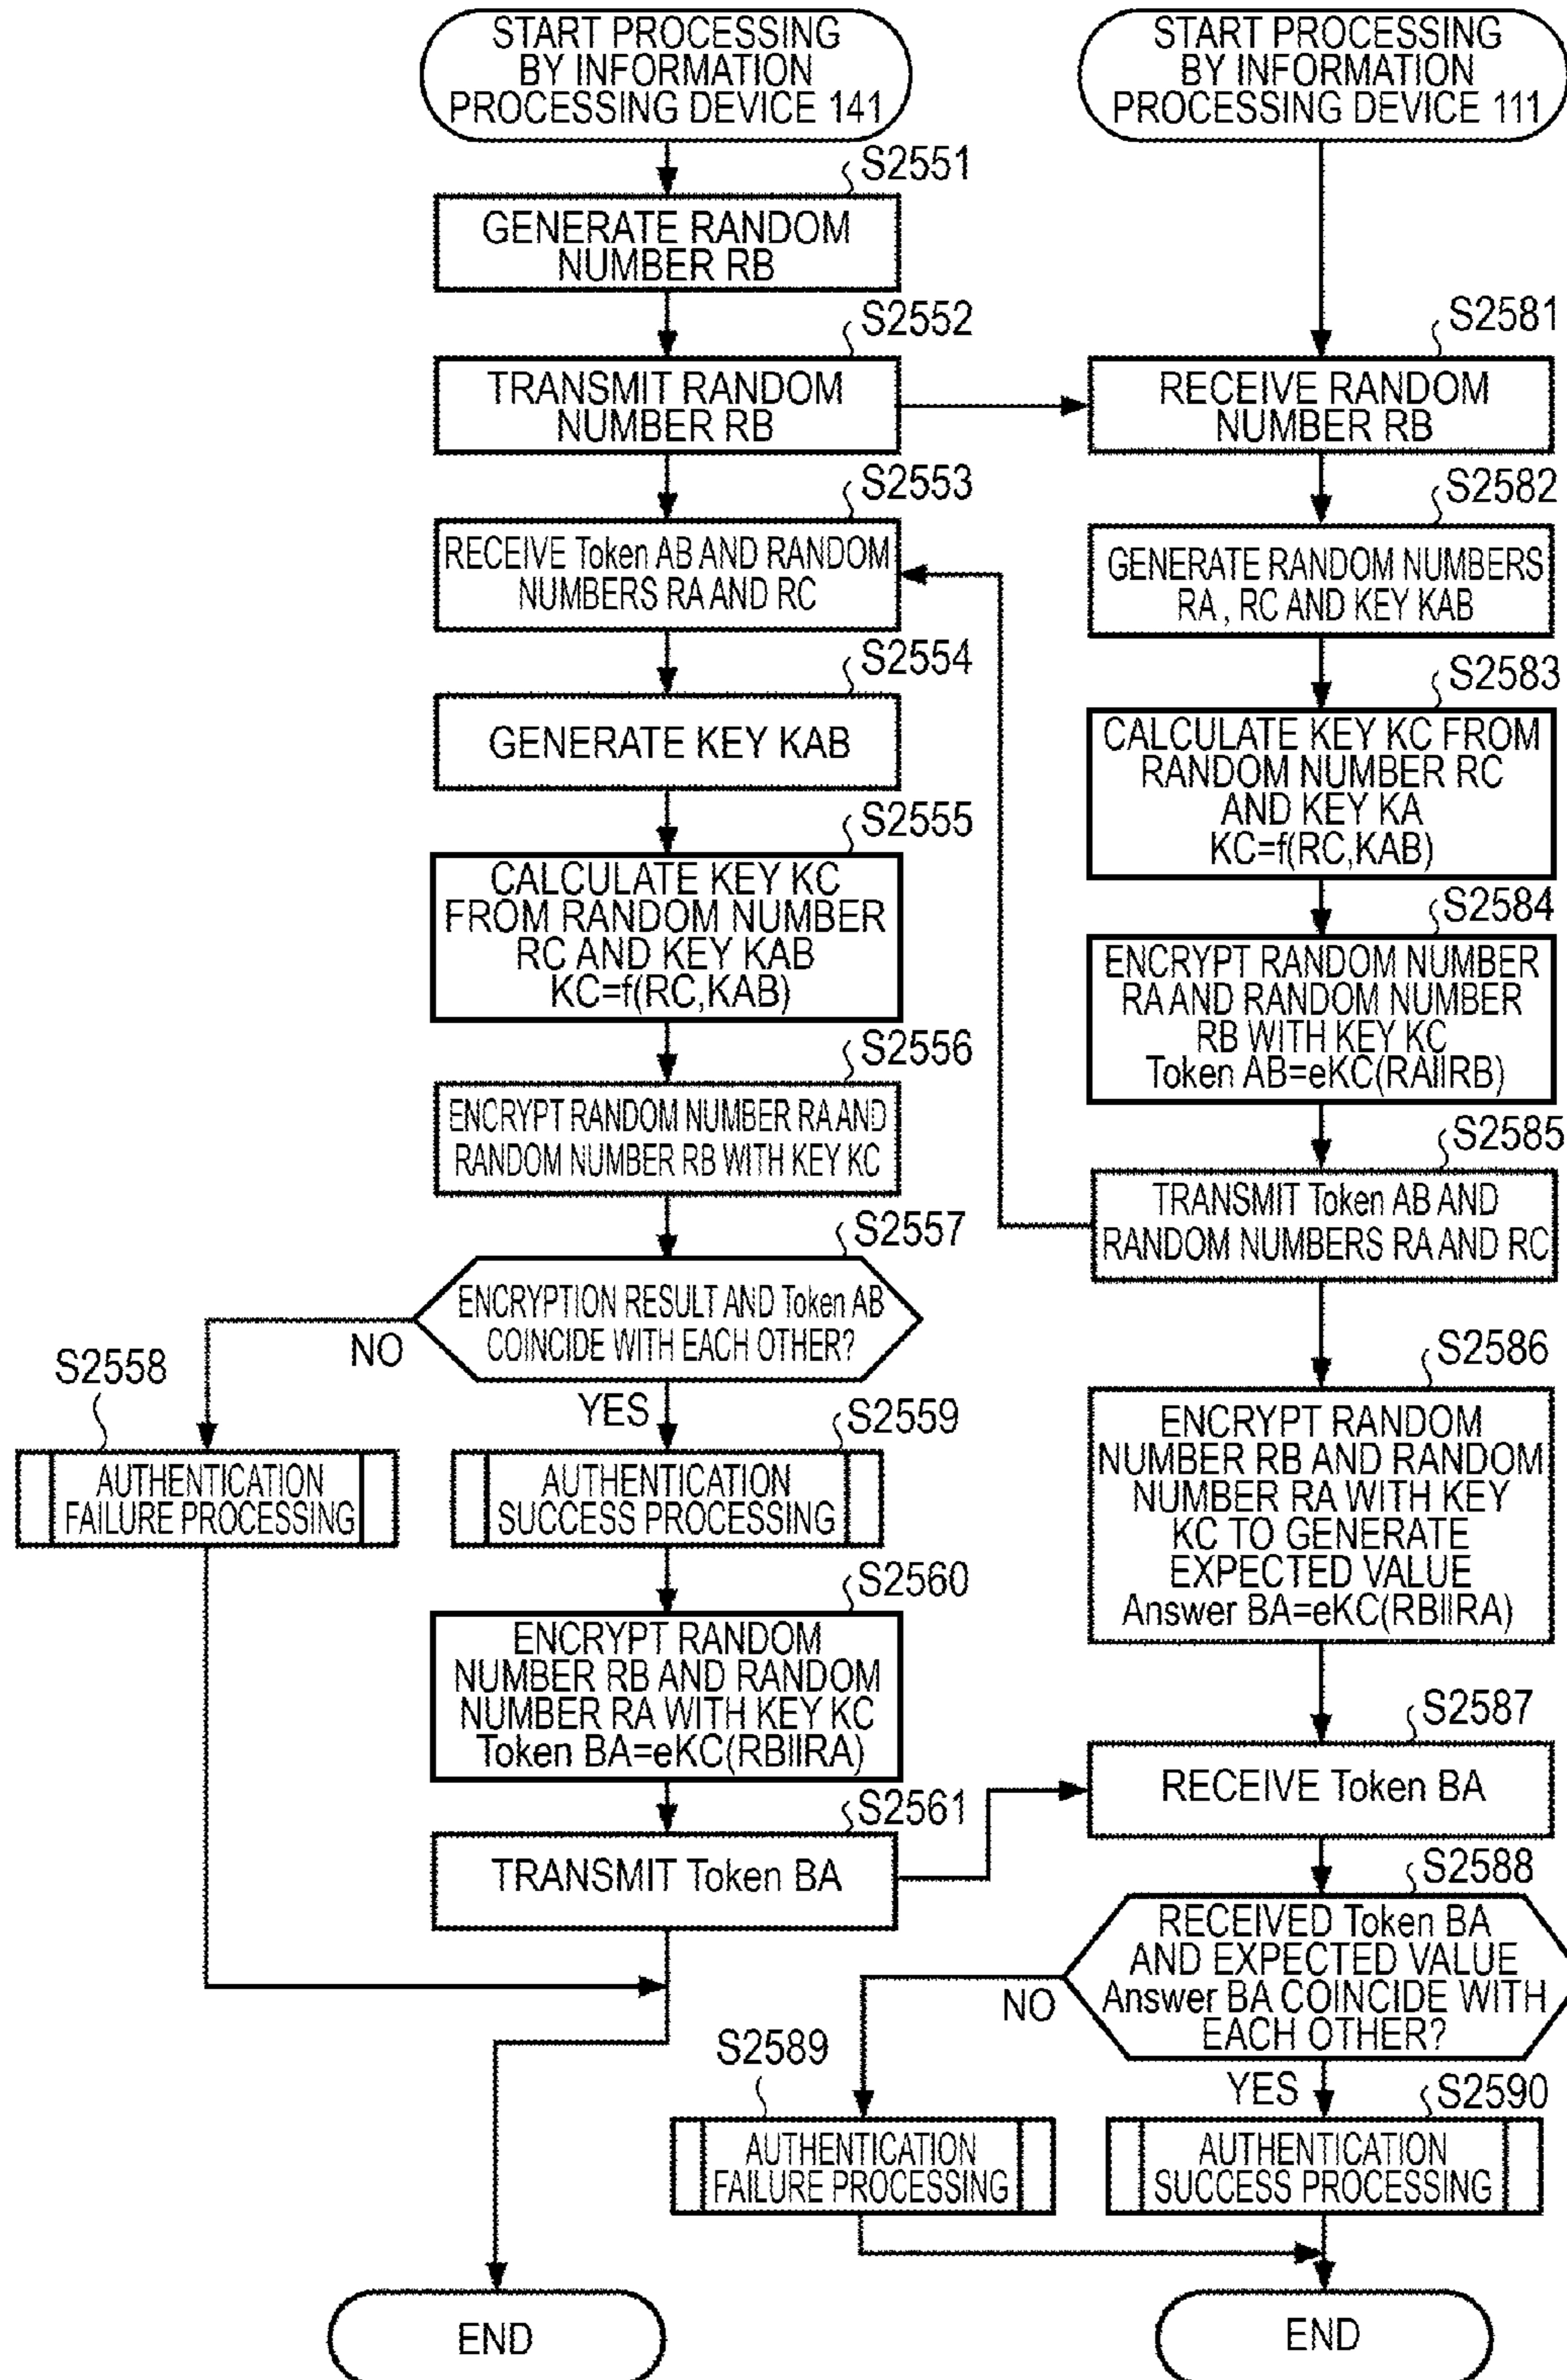 START PROCESSING
BY INFORMATION
PROCESSING DEVICE 141
S2551
GENERATE RANDOM
NUMBER RB
S2552
TRANSMIT RANDOM
NUMBER RB
S2553
RECEIVE Token AB AND RANDOM
NUMBERS RA AND RC
S2554
GENERATE KEY KAB
S2555
CALCULATE KEY KC
FROM RANDOM NUMBER
RC AND KEY KAB
KC=f(RC,KAB)
S2556
ENCRYPT RANDOM NUMBER RA AND
RANDOM NUMBER RB WITH KEY KC
S2557
ENCRYPTION RESULT AND Token AB
COINCIDE WITH EACH OTHER?
NO
YES
S2558
AUTHENTICATION
FAILURE PROCESSING
S2559
AUTHENTICATION
SUCCESS PROCESSING
S2560
ENCRYPT RANDOM
NUMBER RB AND RANDOM
NUMBER RA WITH KEY KC
Token BA=eKC(RB||RA)
S2561
TRANSMIT Token BA
END
START PROCESSING
BY INFORMATION
PROCESSING DEVICE 111
S2581
RECEIVE RANDOM
NUMBER RB
S2582
GENERATE RANDOM NUMBERS
RA , RC AND KEY KAB
S2583
CALCULATE KEY KC FROM
RANDOM NUMBER RC
AND KEY KA
KC=f(RC,KAB)
S2584
ENCRYPT RANDOM NUMBER
RA AND RANDOM NUMBER
RB WITH KEY KC
Token AB=eKC(RA||RB)
S2585
TRANSMIT Token AB AND
RANDOM NUMBERS RA AND RC
S2586
ENCRYPT RANDOM
NUMBER RB AND RANDOM
NUMBER RA WITH KEY
KC TO GENERATE
EXPECTED VALUE
Answer BA=eKC(RB||RA)
S2587
RECEIVE Token BA
S2588
RECEIVED Token BA
AND EXPECTED VALUE
Answer BA COINCIDE WITH
EACH OTHER?
NO
YES
S2589
AUTHENTICATION
FAILURE PROCESSING
S2590
AUTHENTICATION
SUCCESS PROCESSING
END